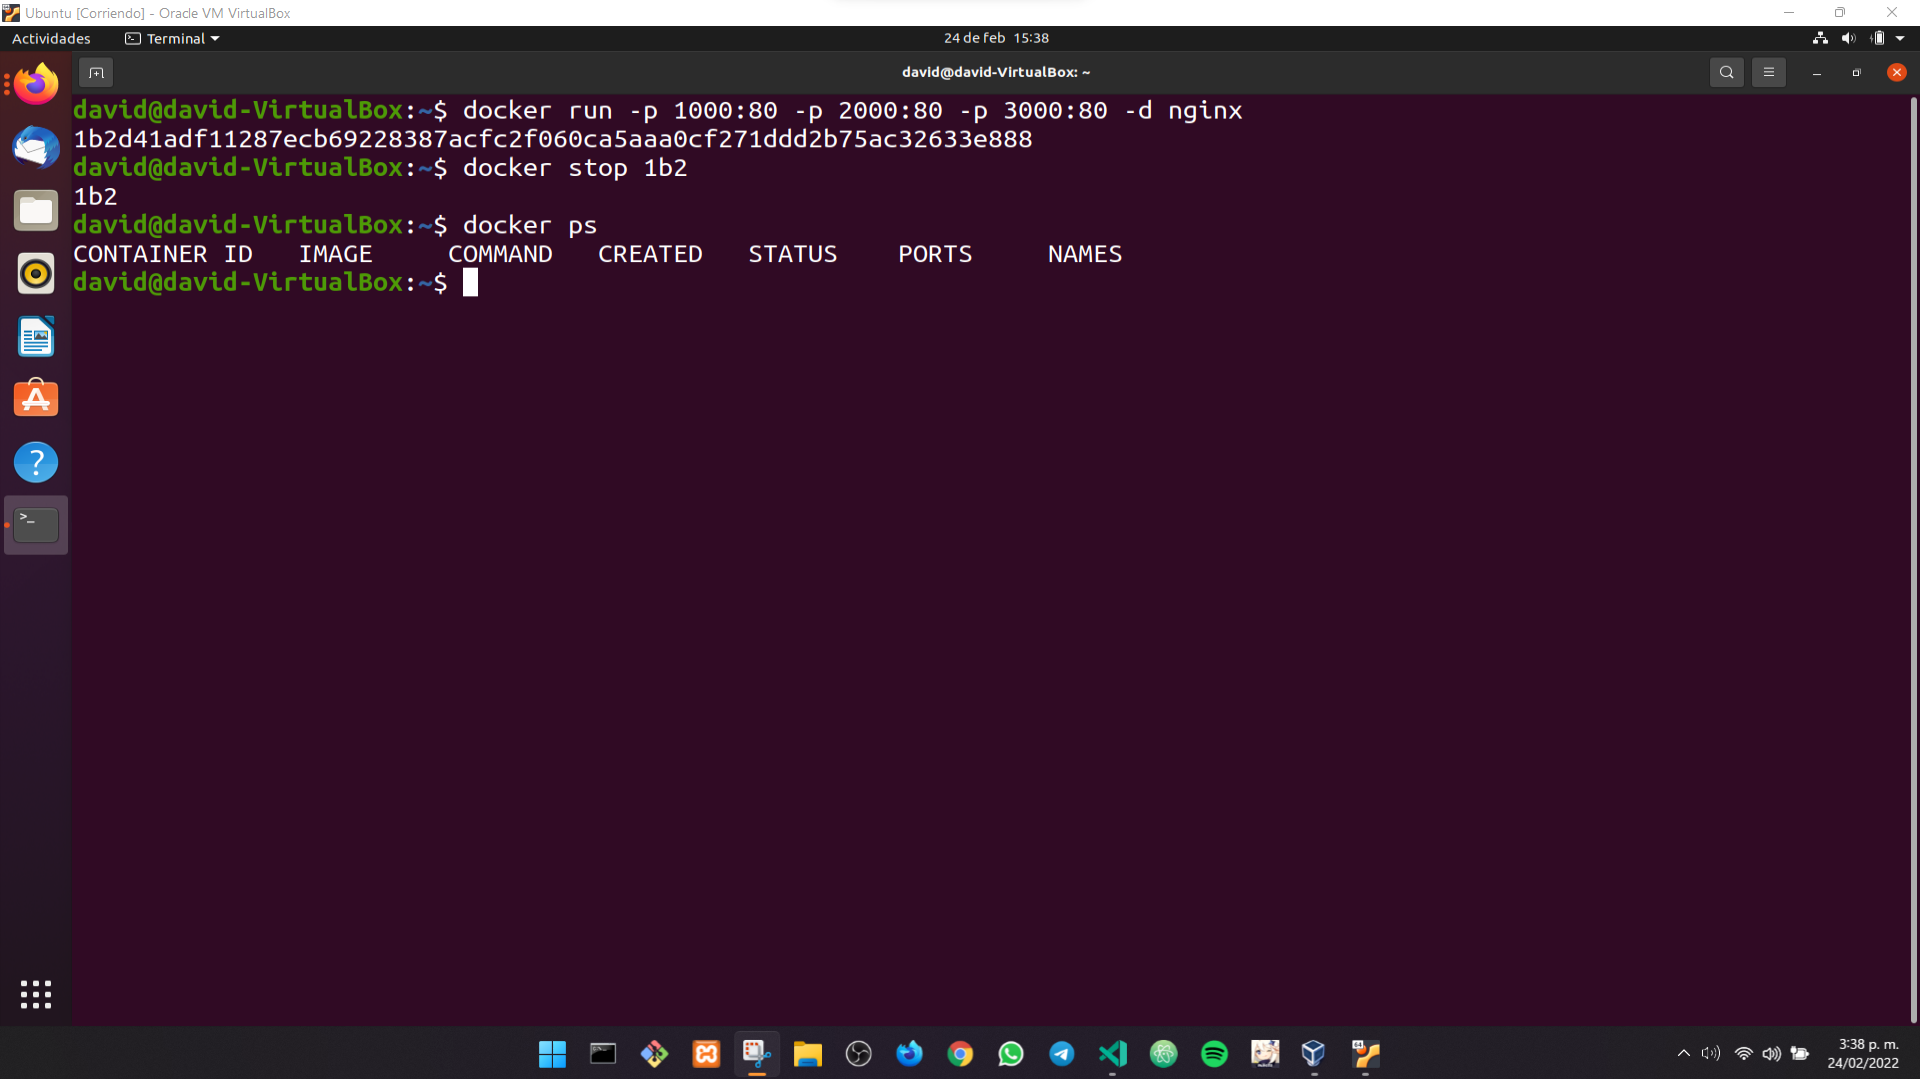 Ubuntu [Corriendo] - Oracle VM VirtualBox
Actividades
Terminal
24 de feb 15:38
david@david-VirtualBox: ~
david@david-VirtualBox:~$ docker run -p 1000:80 -p 2000:80 -p 3000:80 -d nginx
1b2d41adf11287ecb69228387acfc2f060ca5aaa0cf271ddd2b75ac32633e888
david@david-VirtualBox:~$ docker stop 1b2
1b2
david@david-VirtualBox:~$ docker ps
CONTAINER ID   IMAGE     COMMAND   CREATED   STATUS    PORTS     NAMES
david@david-VirtualBox:~$
3:38 p. m.
24/02/2022